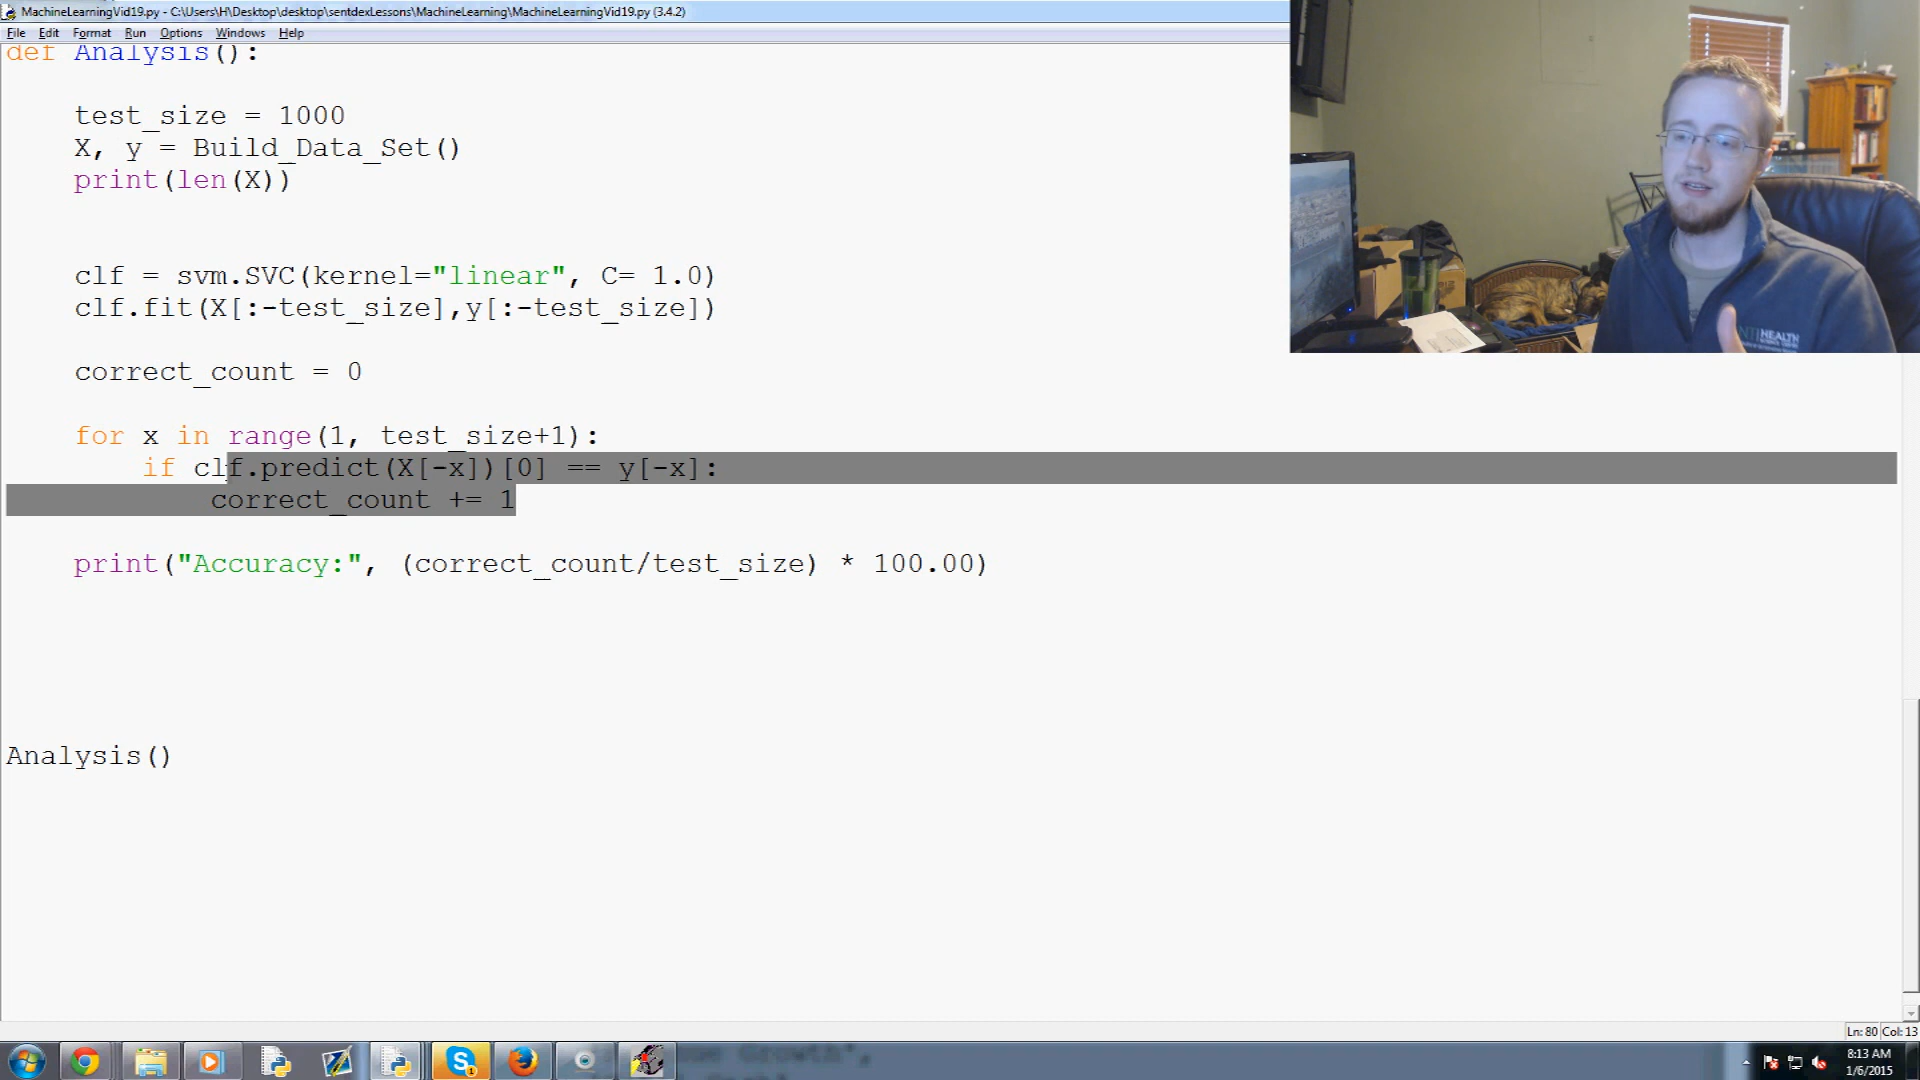 MachineLearningVid19.py - C:\Users\H\Desktop\desktop\sentdexLessons\MachineLearning\MachineLearningVid19.py (3.4.2)
File Edit Format Run Options Windows Help
def Analysis():
test_size = 1000
X, y = Build_Data_Set()
print(len(X))
clf = svm.SVC(kernel="linear", C= 1.0)
clf.fit(X[:-test_size],y[:-test_size])
correct_count = 0
for x in range(1, test_size+1):
if clf.predict(X[-x])[0] == y[-x]:
correct_count += 1
print("Accuracy:", (correct_count/test_size) * 100.00)
Analysis()
HEALTH
Ln: 80 Col: 13
Growth',
8:13 AM
1/6/2015